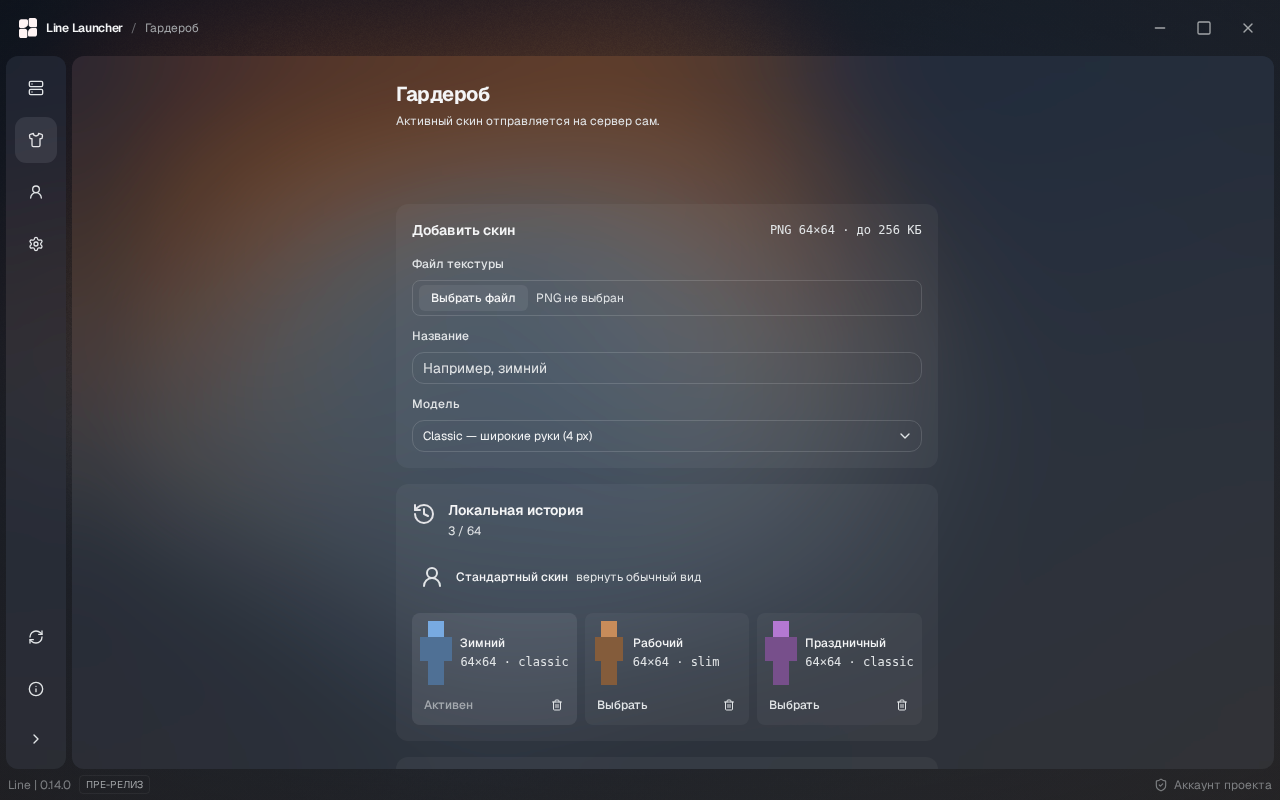 Line Launcher / Гардероб
Гардероб
Активный скин отправляется на сервер сам.
Добавить скин
PNG 64×64 · до 256 КБ
Файл текстуры
Выбрать файл PNG не выбран
Название
Например, зимний
Модель
Classic — широкие руки (4 px)
Локальная история
3 / 64
Стандартный скин вернуть обычный вид
Зимний
64×64 · classic
Активен
Рабочий
64×64 · slim
Выбрать
Праздничный
64×64 · classic
Выбрать
Line | 0.14.0 ПРЕ-РЕЛИЗ
Аккаунт проекта